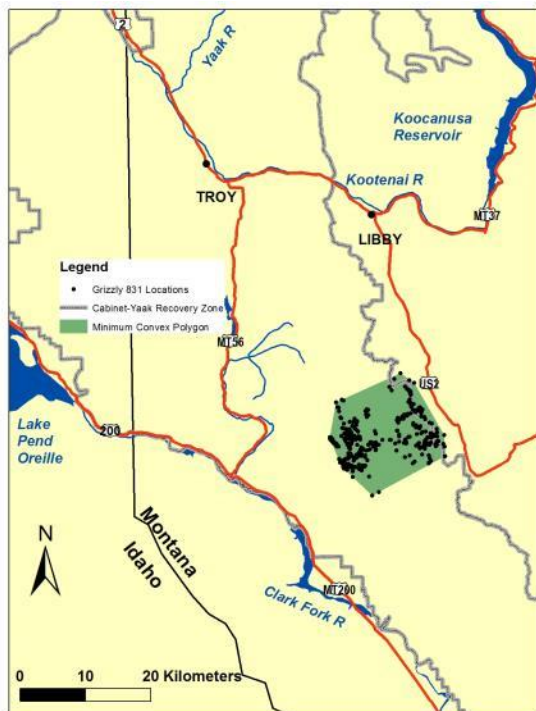 2
Yaak R
Koocanusa
Reservoir
Kootenai R
TROY
MT37
LIBBY
Legend
Grizzly 831 Locations
Cabinet-Yaak Recovery Zone
Minimum Convex Polygon
MT56
US2
Lake
Pend
Oreille
200
N
Montana
Idaho
Clark Fork R
MT200
0 10 20 Kilometers